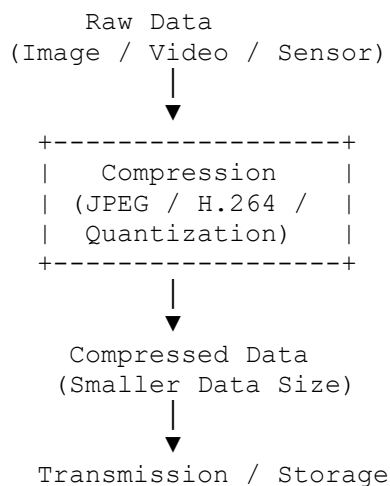 Raw Data
(Image / Video / Sensor)
Compression
(JPEG / H.264 /
Quantization)
Compressed Data
(Smaller Data Size)
Transmission / Storage